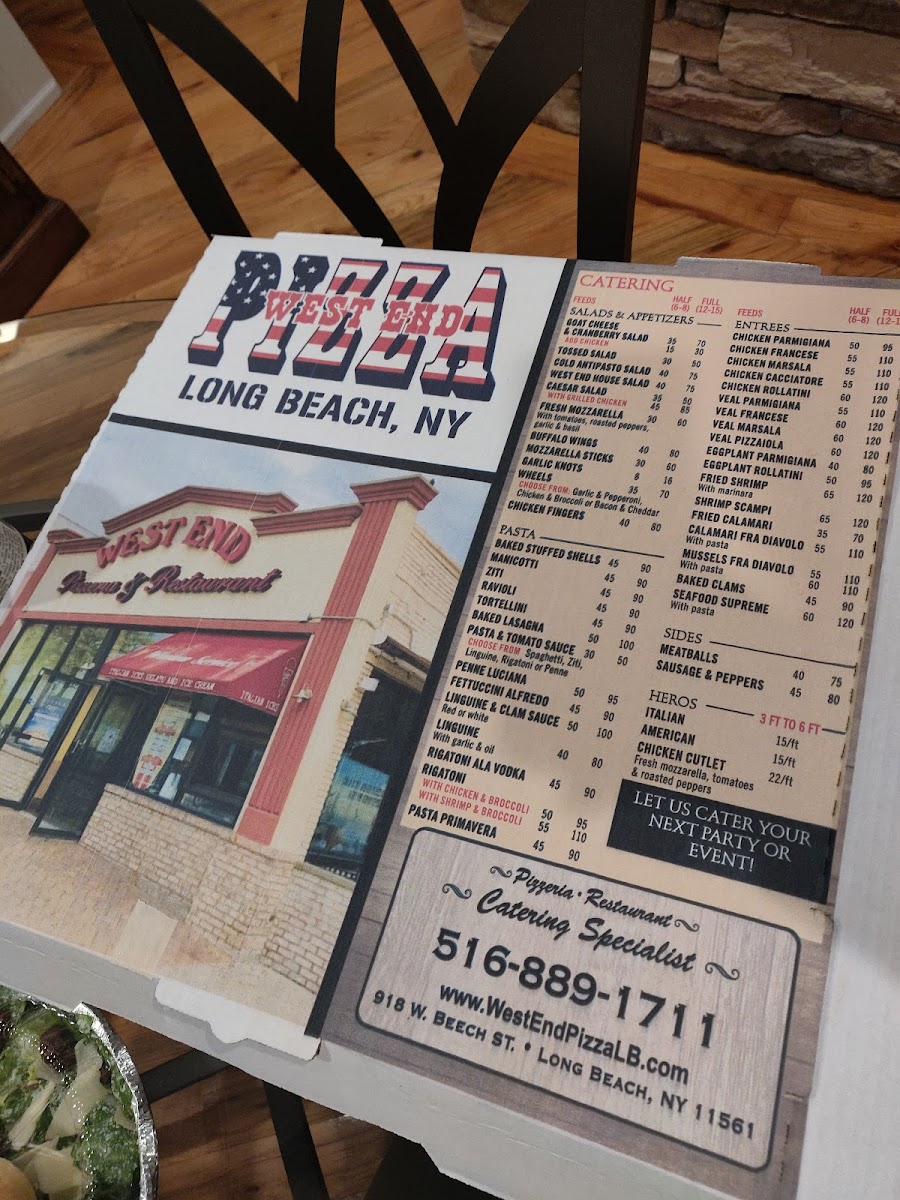 PIZZA
WEST END
LONG BEACH, NY
WEST END
Pizzeria & Restaurant
ITALIAN ICES GELATO AND ICE CREAM
ITALIAN ICES
CATERING
FEEDS HALF (6-8) FULL (12-15)
SALADS & APPETIZERS
GOAT CHEESE
& CRANBERRY SALAD 35 70
ADD CHICKEN 15 30
TOSSED SALAD 30 50
COLD ANTIPASTO SALAD 40 75
WEST END HOUSE SALAD 40 75
CAESAR SALAD 35 50
WITH GRILLED CHICKEN 45 85
FRESH MOZZARELLA 30 60
With tomatoes, roasted peppers,
garlic & basil
BUFFALO WINGS 40 80
MOZZARELLA STICKS 30 60
GARLIC KNOTS 8 16
WHEELS 35 70
CHOOSE FROM: Garlic & Pepperoni,
Chicken & Broccoli or Bacon & Cheddar
CHICKEN FINGERS 40 80
PASTA
BAKED STUFFED SHELLS 45 90
MANICOTTI 45 90
ZITI 45 90
RAVIOLI 45 90
TORTELLINI 45 90
BAKED LASAGNA 50 100
PASTA & TOMATO SAUCE 30 50
CHOOSE FROM Spaghetti, Ziti,
Linguine, Rigatoni or Penne
PENNE LUCIANA 50 95
FETTUCCINI ALFREDO 45 90
LINGUINE & CLAM SAUCE 50 100
Red or white
LINGUINE 40 80
With garlic & oil
RIGATONI ALA VODKA 45 90
RIGATONI
WITH CHICKEN & BROCCOLI 50 95
WITH SHRIMP & BROCCOLI 55 110
PASTA PRIMAVERA 45 90
FEEDS HALF (6-8) FULL
ENTREES
CHICKEN PARMIGIANA 50 95
CHICKEN FRANCESE 55 110
CHICKEN MARSALA 55 110
CHICKEN CACCIATORE 55 110
CHICKEN ROLLATINI 60 120
VEAL PARMIGIANA 55 110
VEAL FRANCESE 60 120
VEAL MARSALA 60 120
VEAL PIZZAIOLA 60 120
EGGPLANT PARMIGIANA 40 80
EGGPLANT ROLLATINI 50 95
FRIED SHRIMP 65 120
With marinara
SHRIMP SCAMPI 65 120
FRIED CALAMARI 35 70
CALAMARI FRA DIAVOLO 55 110
With pasta
MUSSELS FRA DIAVOLO 55 110
With pasta
BAKED CLAMS 45 90
SEAFOOD SUPREME 60 120
With pasta
SIDES
MEATBALLS 40 75
SAUSAGE & PEPPERS 45 80
HEROS 3 FT TO 6 FT
ITALIAN 15/ft
AMERICAN 15/ft
CHICKEN CUTLET 22/ft
Fresh mozzarella, tomatoes
& roasted peppers
LET US CATER YOUR
NEXT PARTY OR
EVENT!
Pizzeria • Restaurant
Catering Specialist
516-889-1711
www.WestEndPizzaLB.com
918 W. BEECH ST. • LONG BEACH, NY 11561